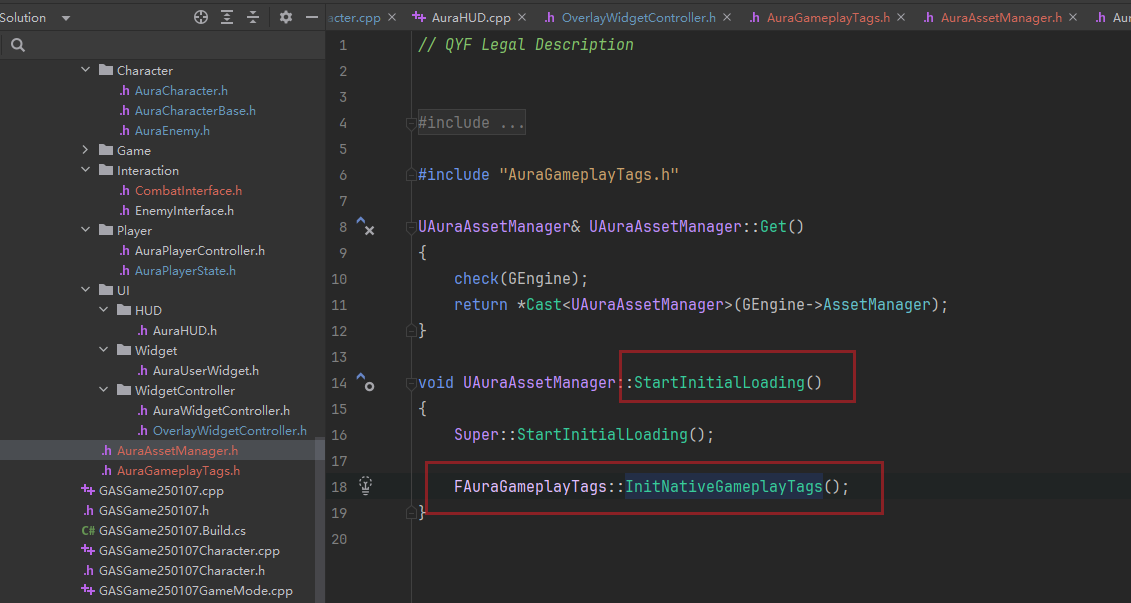 Solution
acter.cpp
AuraHUD.cpp
.h OverlayWidgetController.h
.h AuraGameplayTags.h
.h AuraAssetManager.h
.h Au
Character
.h AuraCharacter.h
.h AuraCharacterBase.h
.h AuraEnemy.h
Game
Interaction
.h CombatInterface.h
.h EnemyInterface.h
Player
.h AuraPlayerController.h
.h AuraPlayerState.h
UI
HUD
.h AuraHUD.h
Widget
.h AuraUserWidget.h
WidgetController
.h AuraWidgetController.h
.h OverlayWidgetController.h
.h AuraAssetManager.h
.h AuraGameplayTags.h
GASGame250107.cpp
.h GASGame250107.h
C# GASGame250107.Build.cs
GASGame250107Character.cpp
.h GASGame250107Character.h
GASGame250107GameMode.cpp
1 // QYF Legal Description
2
3
4 #include ...
5
6 #include "AuraGameplayTags.h"
7
8 UAuraAssetManager& UAuraAssetManager::Get()
9 {
10 check(GEngine);
11 return *Cast<UAuraAssetManager>(GEngine->AssetManager);
12 }
13
14 void UAuraAssetManager::StartInitialLoading()
15 {
16 Super::StartInitialLoading();
17
18 FAuraGameplayTags::InitNativeGameplayTags();
19 }
20